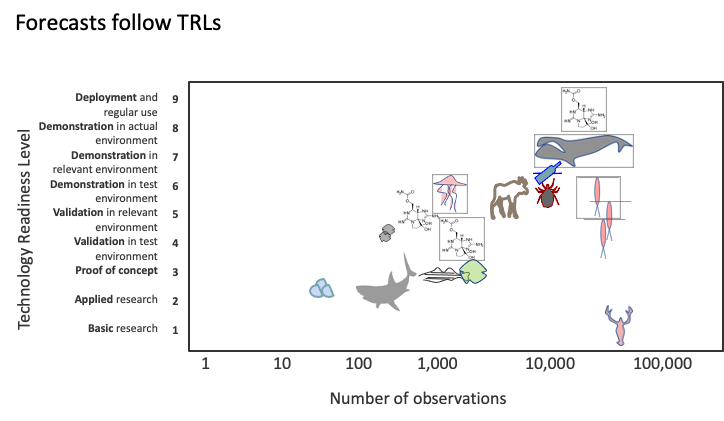 Forecasts follow TRLs
Technology Readiness Level
Deployment and
regular use
9
Demonstration in actual
environment
8
Demonstration in
relevant environment
7
Demonstration in test
environment
6
Validation in relevant
environment
5
Validation in test
environment
4
Proof of concept
3
Applied research
2
Basic research
1
1 10 100 1,000 10,000 100,000
Number of observations